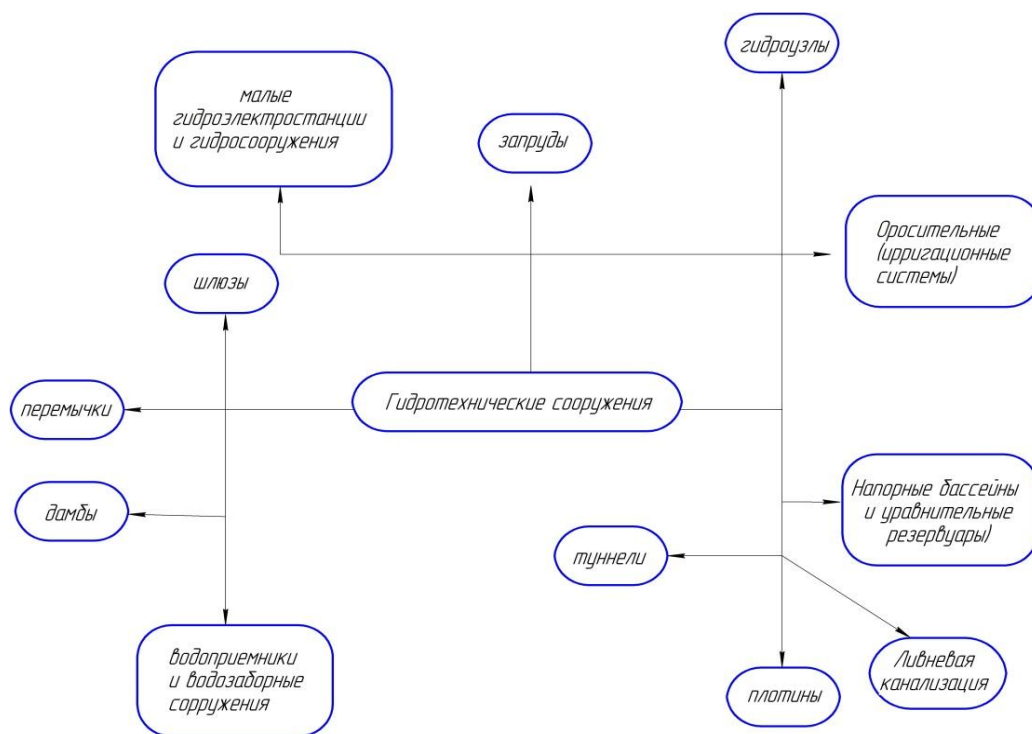 гидроузлы
малые
гидроэлектростанции
и гидросооружения
запруды
Оросительные
(ирригационные
системы)
шлюзы
Гидротехнические сооружения
перемычки
Напорные бассейны
и уравнительные
резервуары)
дамбы
туннели
водоприемники
и водозаборные
сорружения
Ливневая
канализация
плотины